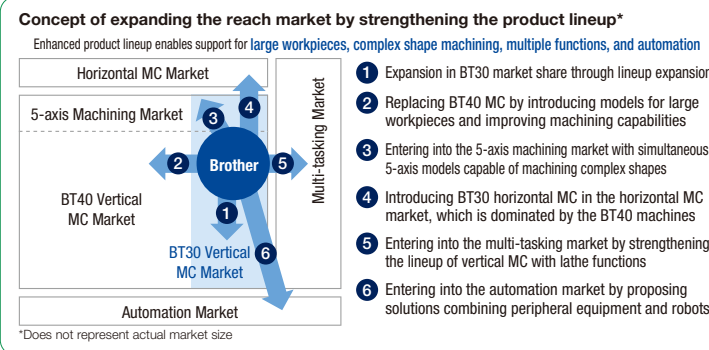 Concept of expanding the reach market by strengthening the product lineup*
Enhanced product lineup enables support for large workpieces, complex shape machining, multiple functions, and automation
Horizontal MC Market
5-axis Machining Market
Multi-tasking Market
3
4
2
Brother
5
BT40 Vertical
MC Market
1
BT30 Vertical
MC Market
6
Automation Market
*Does not represent actual market size
1 Expansion in BT30 market share through lineup expansion
2 Replacing BT40 MC by introducing models for large
workpieces and improving machining capabilities
3 Entering into the 5-axis machining market with simultaneous
5-axis models capable of machining complex shapes
4 Introducing BT30 horizontal MC in the horizontal MC
market, which is dominated by the BT40 machines
5 Entering into the multi-tasking market by strengthening
the lineup of vertical MC with lathe functions
6 Entering into the automation market by proposing
solutions combining peripheral equipment and robots